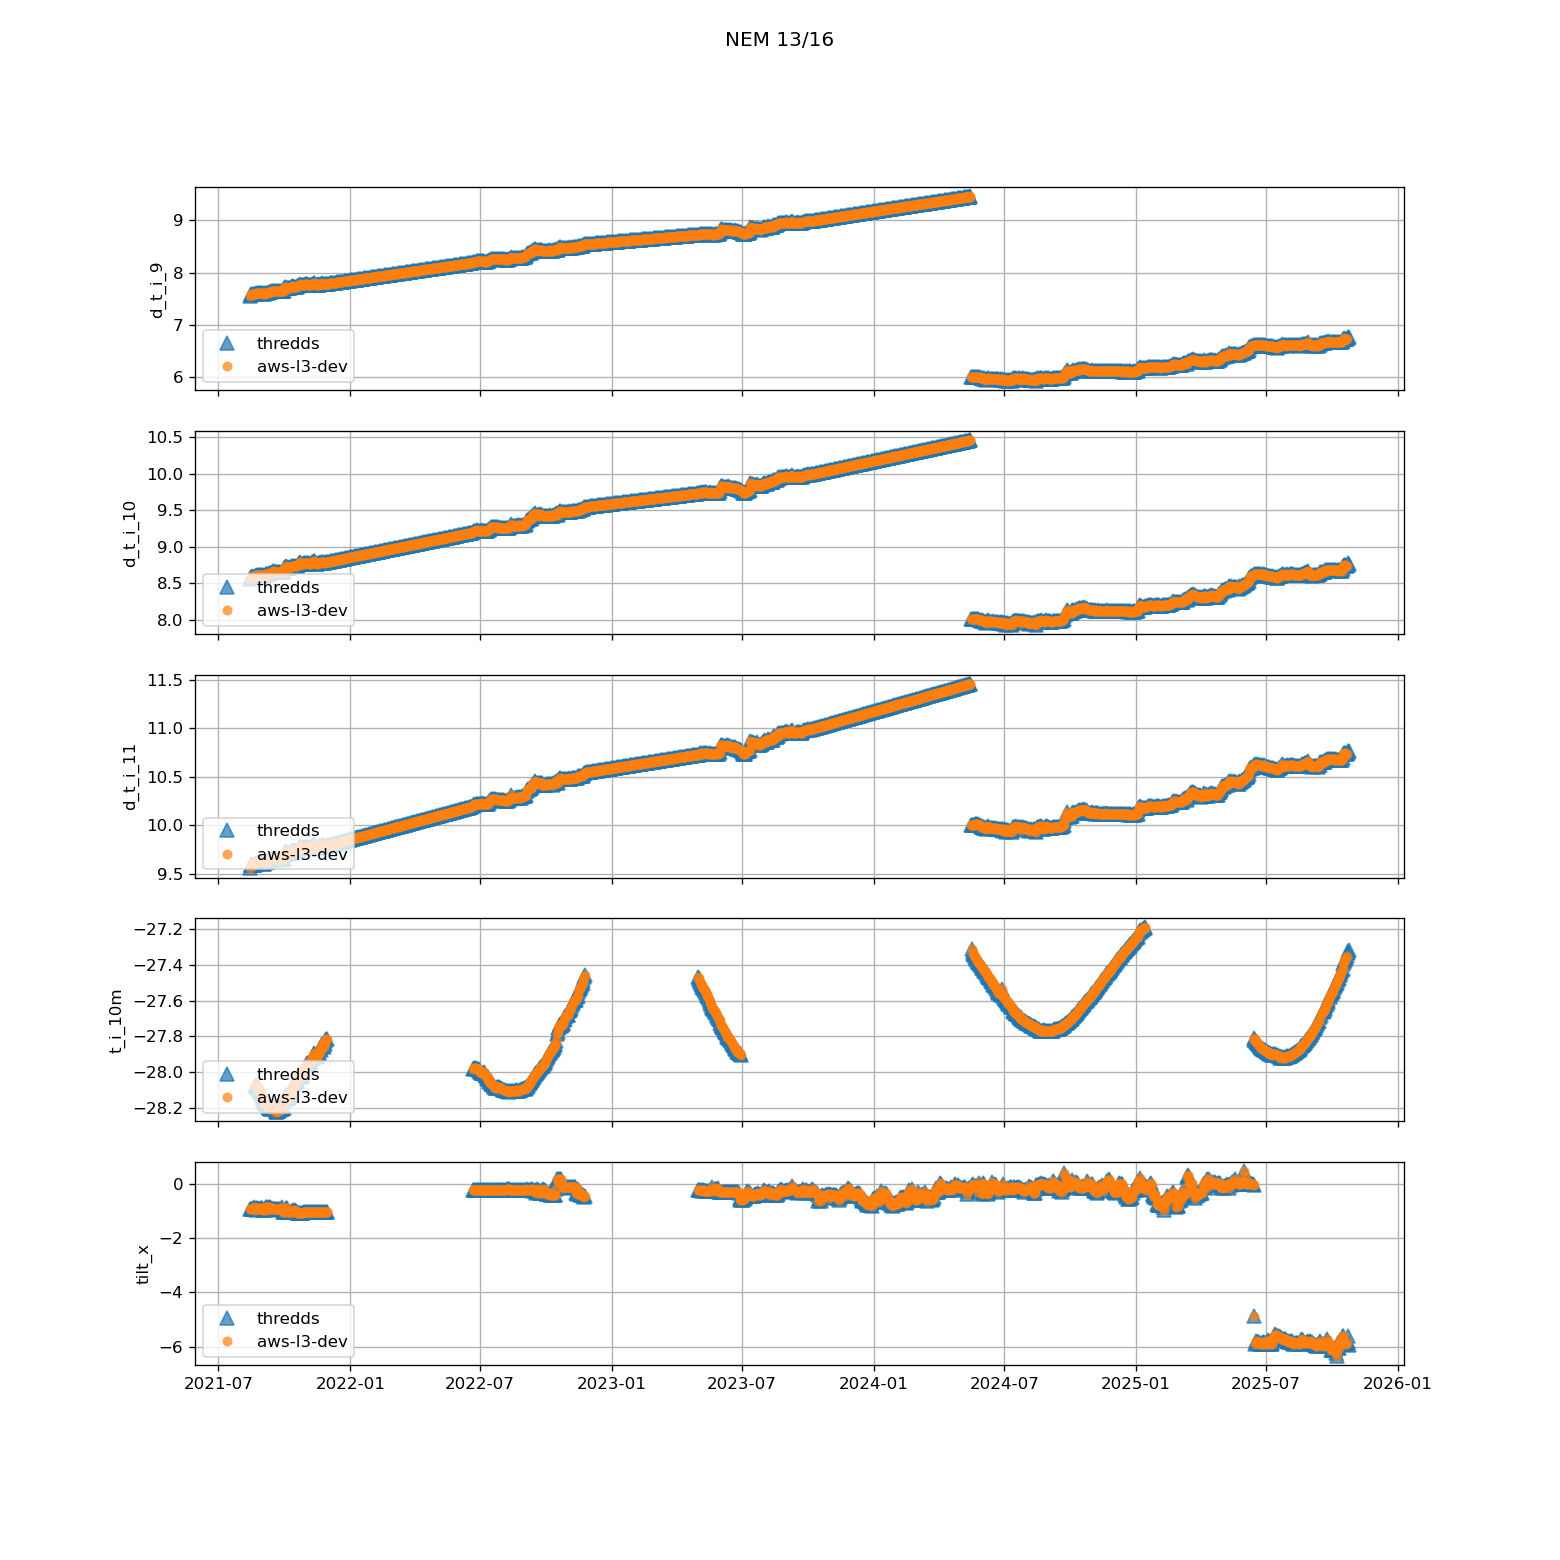 NEM 13/16
d_t_i_9
9
8
7
6
thredds
aws-l3-dev
d_t_i_10
10.5
10.0
9.5
9.0
8.5
8.0
thredds
aws-l3-dev
d_t_i_11
11.5
11.0
10.5
10.0
9.5
thredds
aws-l3-dev
t_i_10m
−27.2
−27.4
−27.6
−27.8
−28.0
−28.2
thredds
aws-l3-dev
tilt_x
0
−2
−4
−6
thredds
aws-l3-dev
2021-07 2022-01 2022-07 2023-01 2023-07 2024-01 2024-07 2025-01 2025-07 2026-01